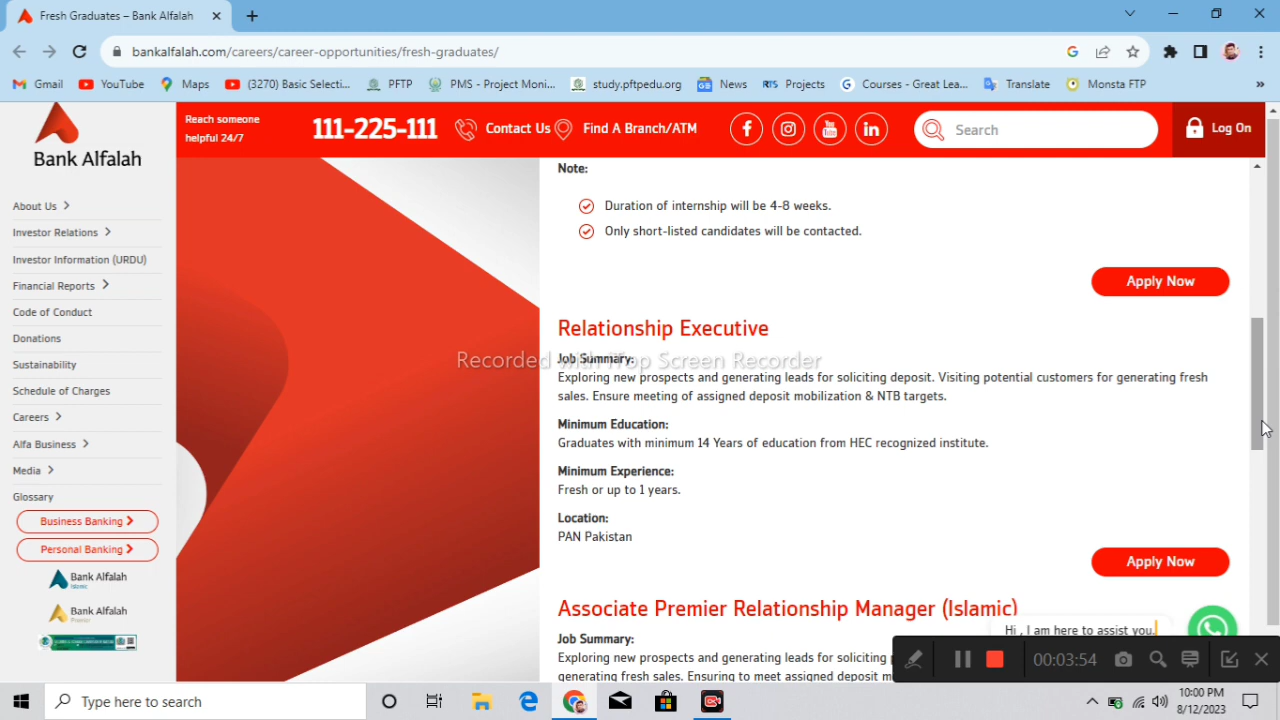 Fresh Graduates – Bank Alfalah
bankalfalah.com/careers/career-opportunities/fresh-graduates/
Gmail
YouTube
Maps
(3270) Basic Selecti...
PFTP
PMS - Project Moni...
study.pftpedu.org
News
RTS Projects
Courses - Great Lea...
Translate
Monsta FTP
»
Bank Alfalah
Reach someone
helpful 24/7
111-225-111
Contact Us
Find A Branch/ATM
Search
Log On
About Us
Investor Relations
Investor Information (URDU)
Financial Reports
Code of Conduct
Donations
Sustainability
Schedule of Charges
Careers
Alfa Business
Media
Glossary
Business Banking
Personal Banking
Bank Alfalah
Islamic
Bank Alfalah
Premier
Note:
Duration of internship will be 4-8 weeks.
Only short-listed candidates will be contacted.
Apply Now
Relationship Executive
Recorded with iTop Screen Recorder
Job Summary:
Exploring new prospects and generating leads for soliciting deposit. Visiting potential customers for generating fresh
sales. Ensure meeting of assigned deposit mobilization & NTB targets.
Minimum Education:
Graduates with minimum 14 Years of education from HEC recognized institute.
Minimum Experience:
Fresh or up to 1 years.
Location:
PAN Pakistan
Apply Now
Associate Premier Relationship Manager (Islamic)
Job Summary:
Exploring new prospects and generating leads for soliciting
generating fresh sales. Ensuring to meet assigned deposit
Hi , I am here to assist you.
00:03:54
Type here to search
10:00 PM
8/12/2023